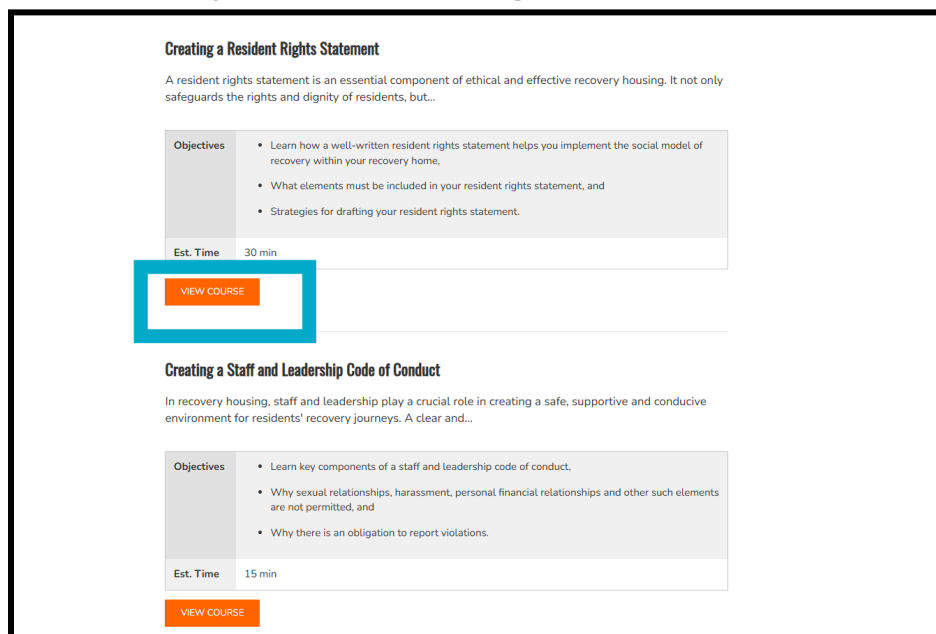 Creating a Resident Rights Statement
A resident rights statement is an essential component of ethical and effective recovery housing. It not only
safeguards the rights and dignity of residents, but...
Objectives
• Learn how a well-written resident rights statement helps you implement the social model of
recovery within your recovery home,
• What elements must be included in your resident rights statement, and
• Strategies for drafting your resident rights statement.
Est. Time 30 min
VIEW COURSE
Creating a Staff and Leadership Code of Conduct
In recovery housing, staff and leadership play a crucial role in creating a safe, supportive and conducive
environment for residents' recovery journeys. A clear and...
Objectives
• Learn key components of a staff and leadership code of conduct,
• Why sexual relationships, harassment, personal financial relationships and other such elements
are not permitted, and
• Why there is an obligation to report violations.
Est. Time 15 min
VIEW COURSE